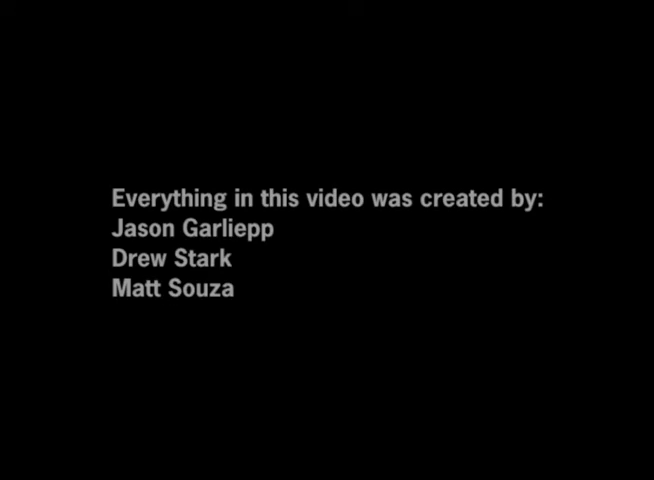 Everything in this video was created by:
Jason Garliepp
Drew Stark
Matt Souza